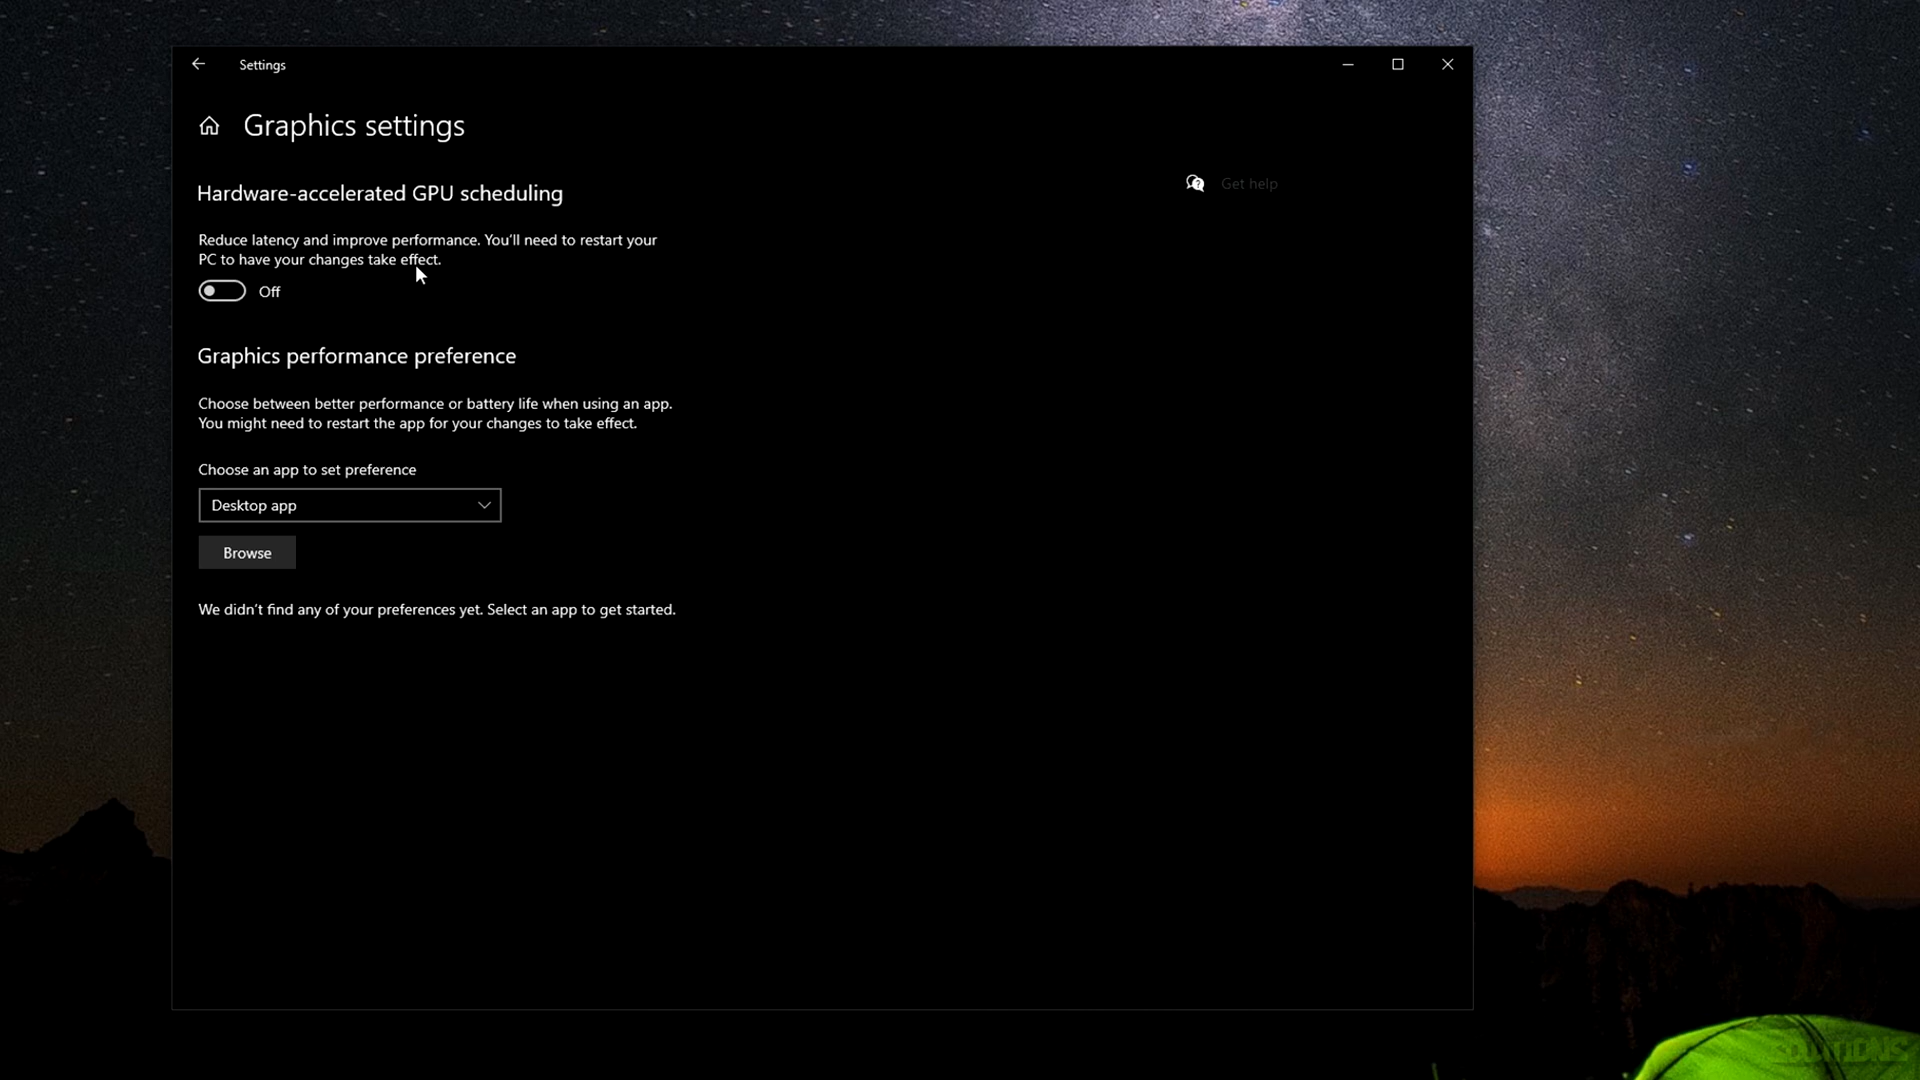 Settings
Graphics settings
Hardware-accelerated GPU scheduling
Get help
Reduce latency and improve performance. You'll need to restart your
PC to have your changes take effect.
Off
Graphics performance preference
Choose between better performance or battery life when using an app.
You might need to restart the app for your changes to take effect.
Choose an app to set preference
Desktop app
Browse
We didn't find any of your preferences yet. Select an app to get started.
SOLUTIONS